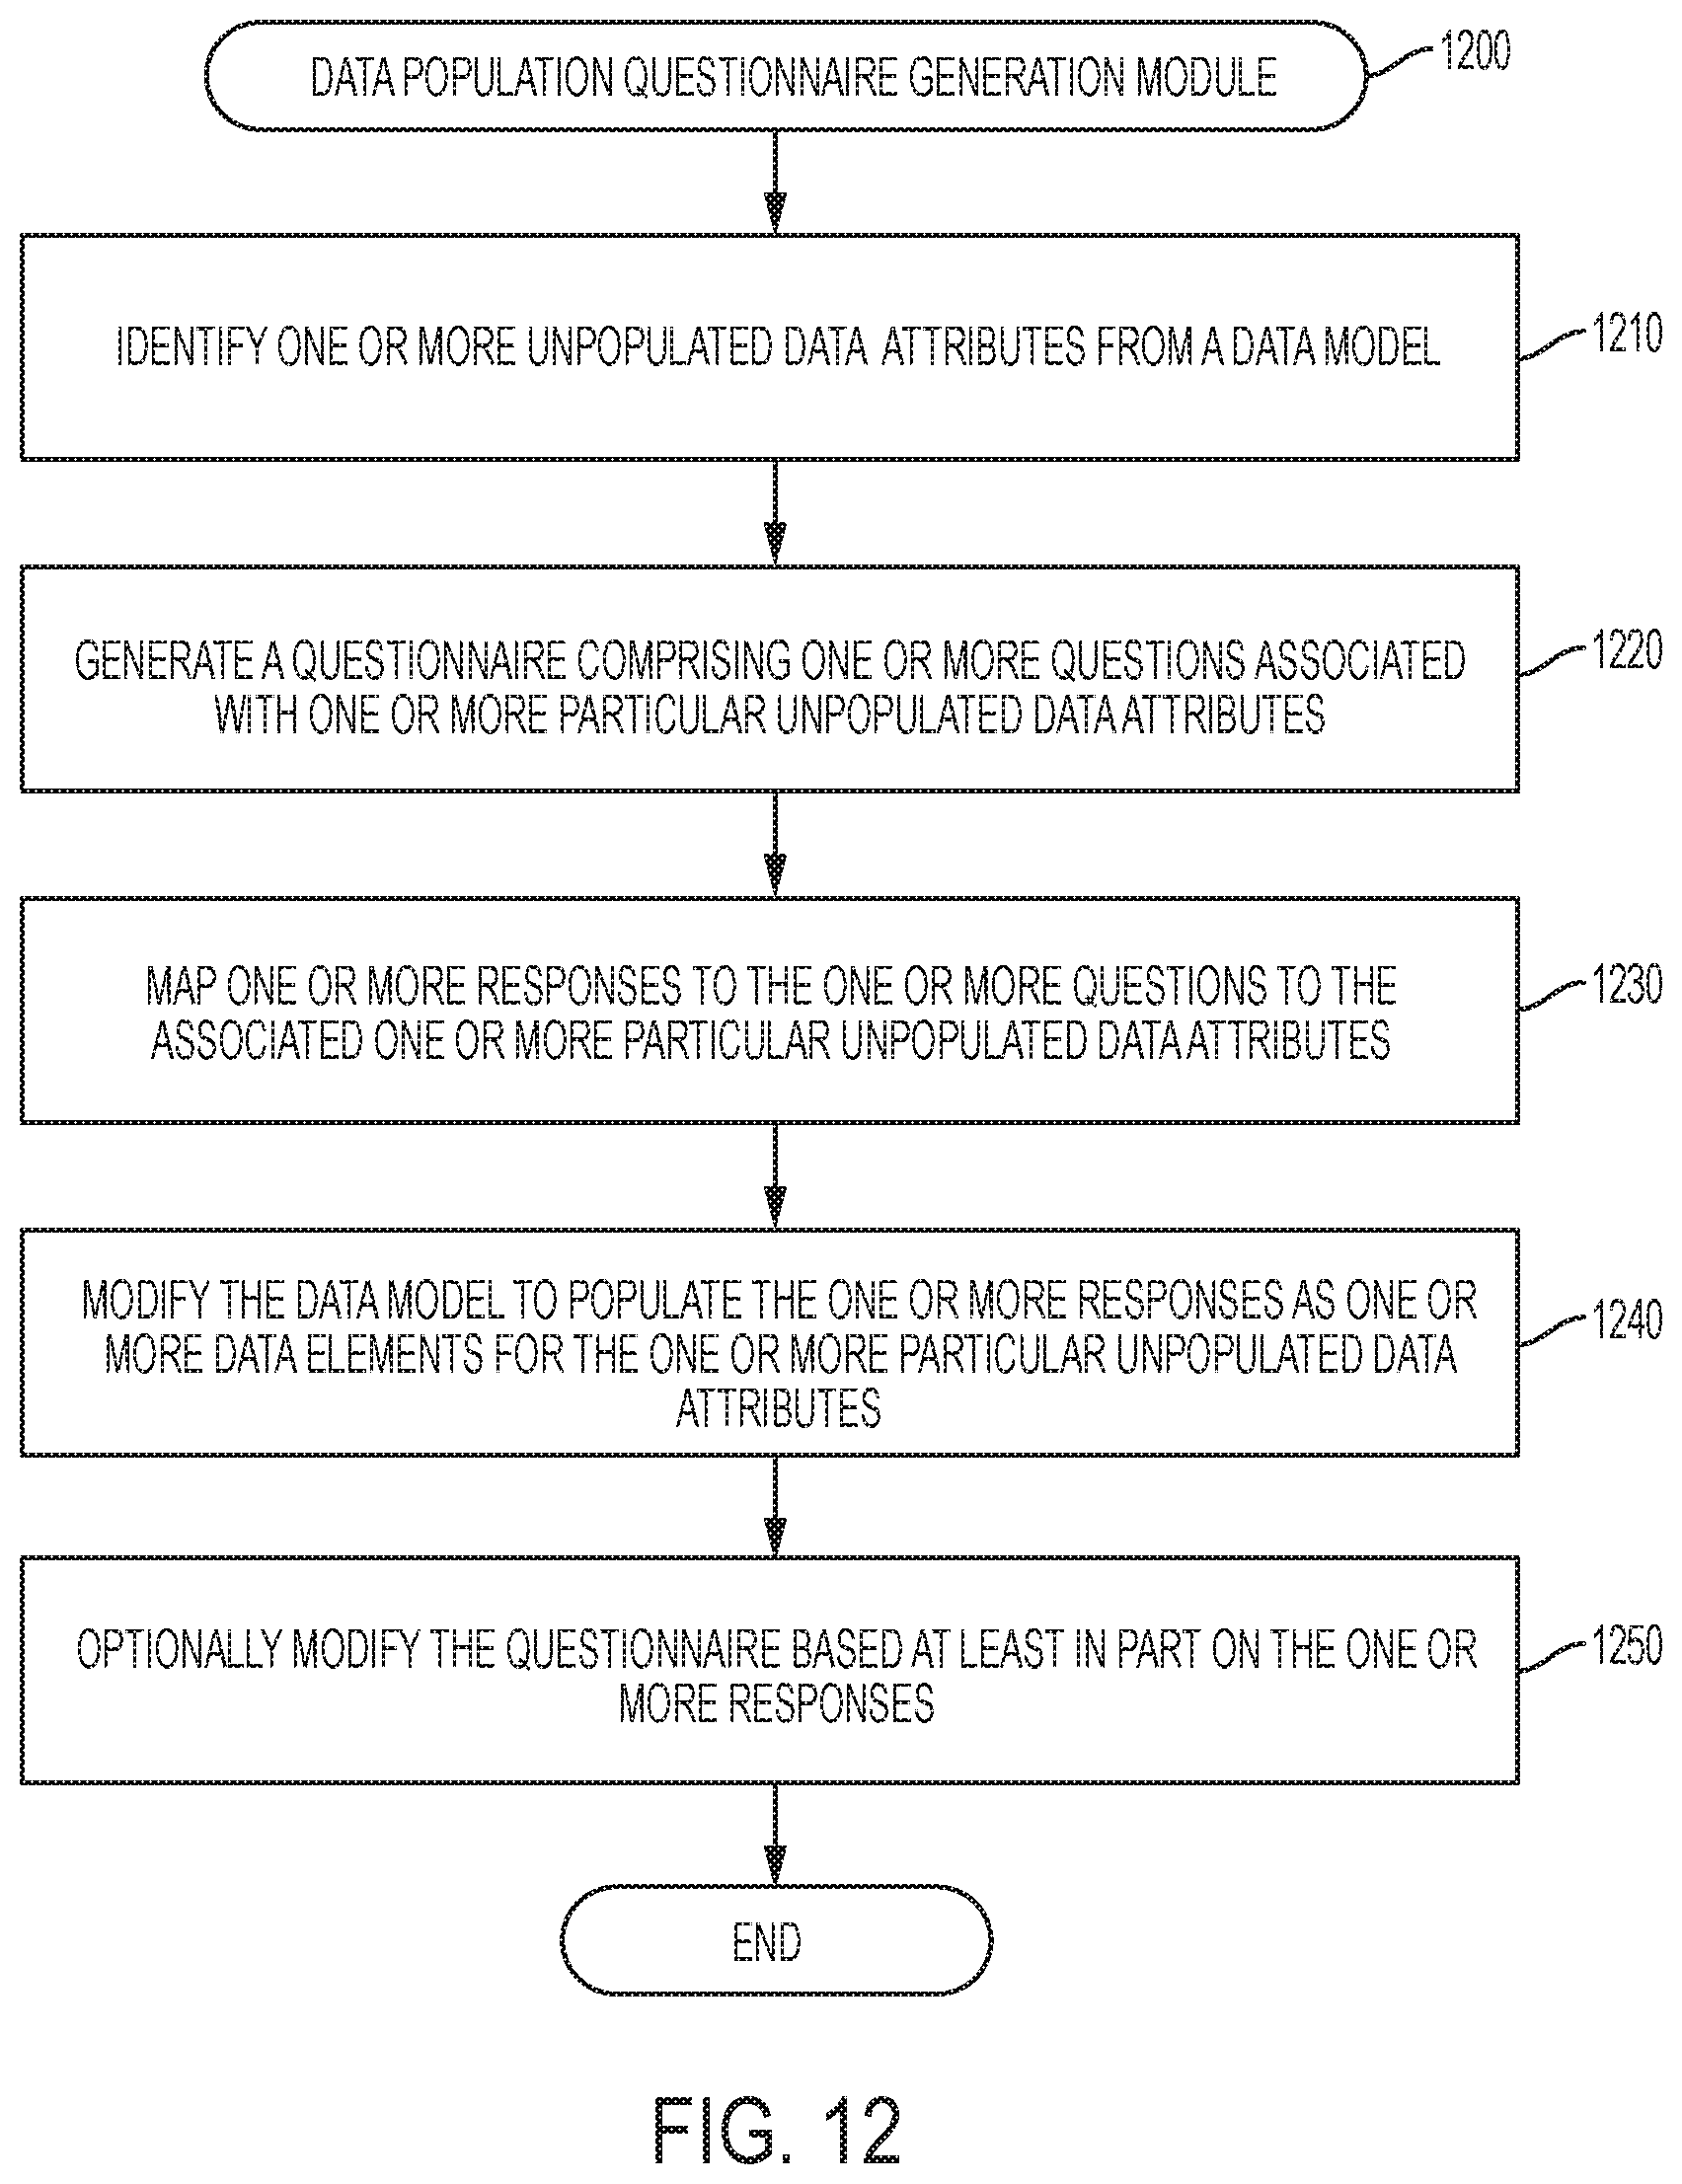 DATA POPULATION QUESTIONNAIRE GENERATION MODULE
1200
IDENTIFY ONE OR MORE UNPOPULATED DATA ATTRIBUTES FROM A DATA MODEL
1210
GENERATE A QUESTIONNAIRE COMPRISING ONE OR MORE QUESTIONS ASSOCIATED
WITH ONE OR MORE PARTICULAR UNPOPULATED DATA ATTRIBUTES
1220
MAP ONE OR MORE RESPONSES TO THE ONE OR MORE QUESTIONS TO THE
ASSOCIATED ONE OR MORE PARTICULAR UNPOPULATED DATA ATTRIBUTES
1230
MODIFY THE DATA MODEL TO POPULATE THE ONE OR MORE RESPONSES AS ONE OR
MORE DATA ELEMENTS FOR THE ONE OR MORE PARTICULAR UNPOPULATED DATA
ATTRIBUTES
1240
OPTIONALLY MODIFY THE QUESTIONNAIRE BASED AT LEAST IN PART ON THE ONE OR
MORE RESPONSES
1250
END
FIG. 12